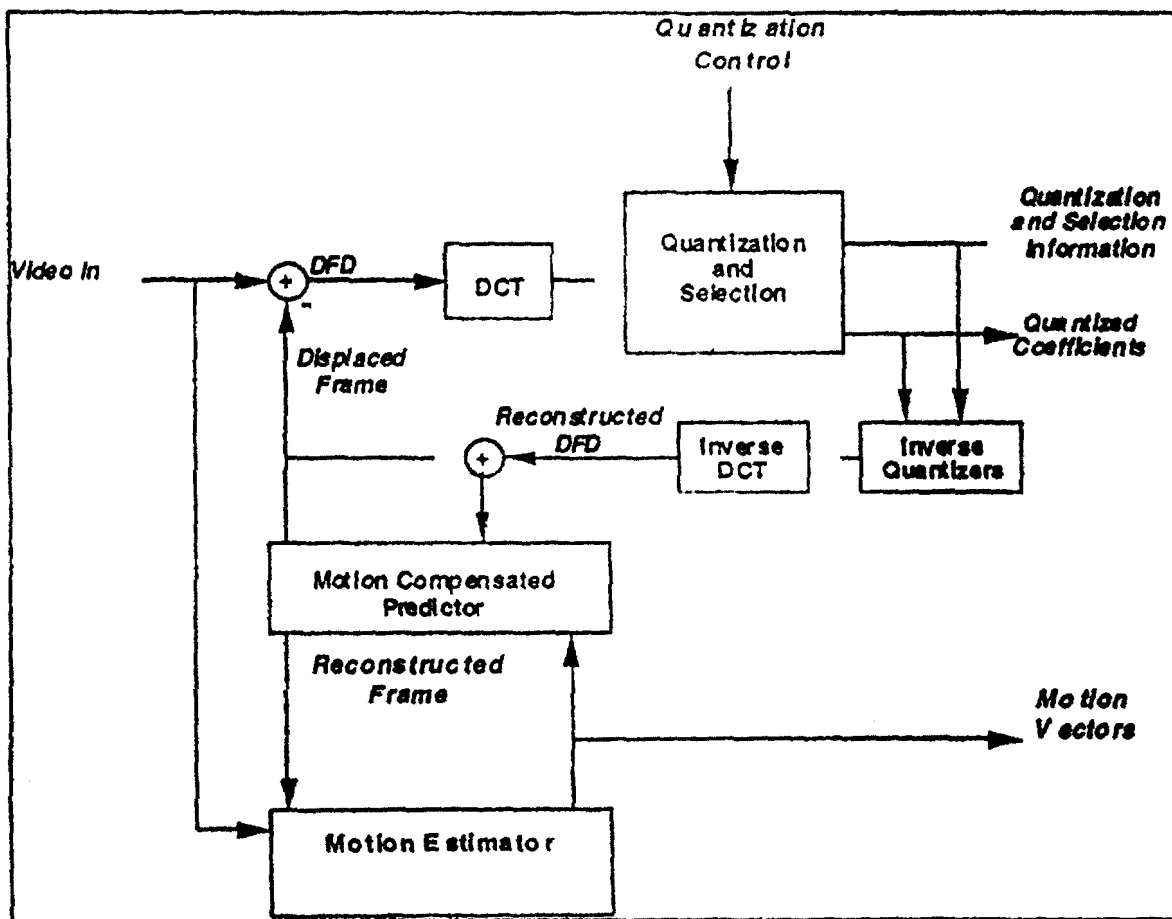 Quantization
Control
Video In
+
DFD
-
DCT
Quantization
and
Selection
Quantization
and Selection
Information
Quantized
Coefficients
Displaced
Frame
Reconstructed
DFD
+
Inverse
DCT
Inverse
Quantizers
Motion Compensated
Predictor
Reconstructed
Frame
Motion
Vectors
Motion Estimator